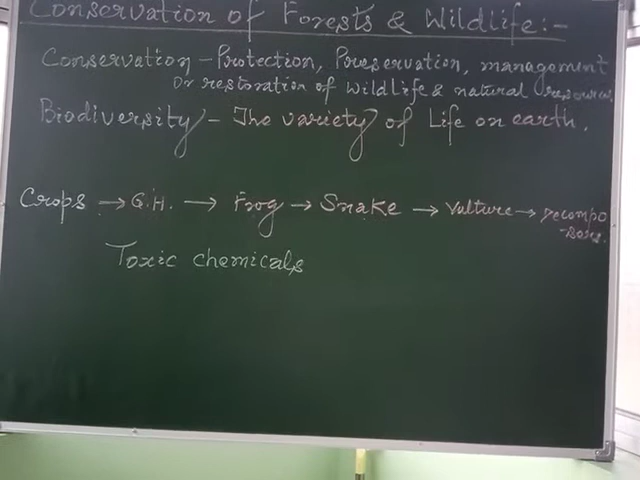 Conservation of Forests & Wildlife:-
Conservation - Protection, Preservation, management
Or restoration of wildlife & natural resources
Biodiversity - The variety of Life on earth.
Crops → G.H. → Frog → Snake → Vulture → Decompo
-sers.
Toxic chemicals